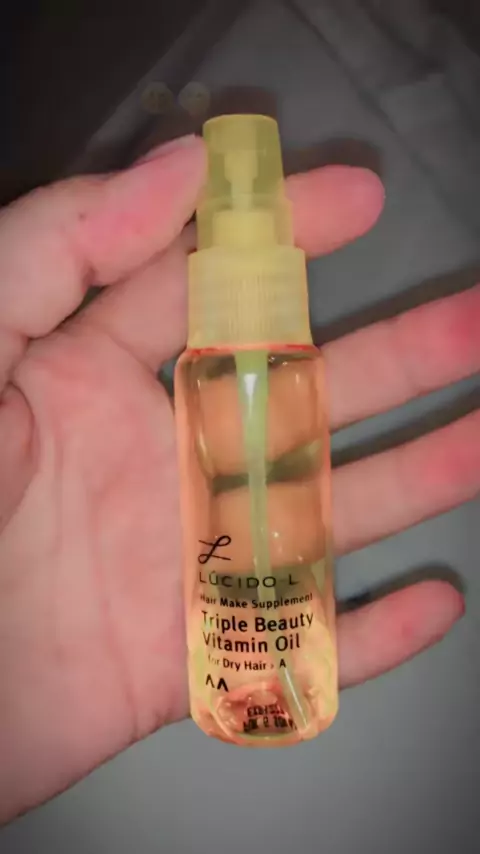 LÚCIDO-L
Hair Make Supplement
Triple Beauty
Vitamin Oil
for Dry Hair › A